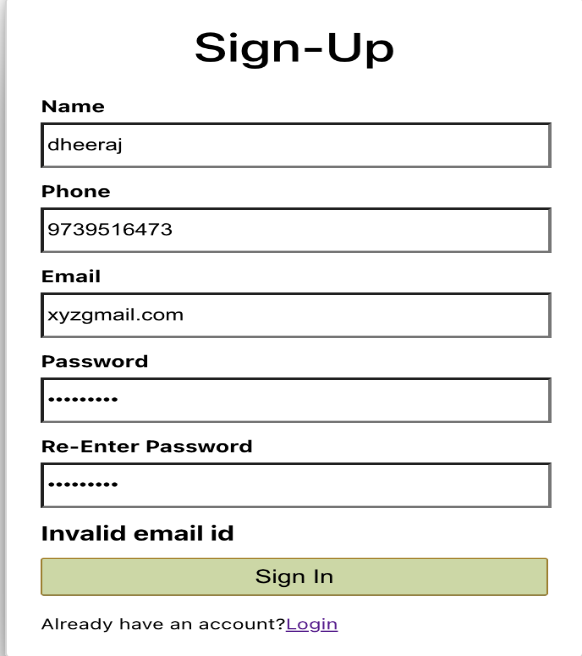 Sign-Up
Name
dheeraj
Phone
9739516473
Email
xyzgmail.com
Password
•••••••••
Re-Enter Password
•••••••••
Invalid email id
Sign In
Already have an account?Login